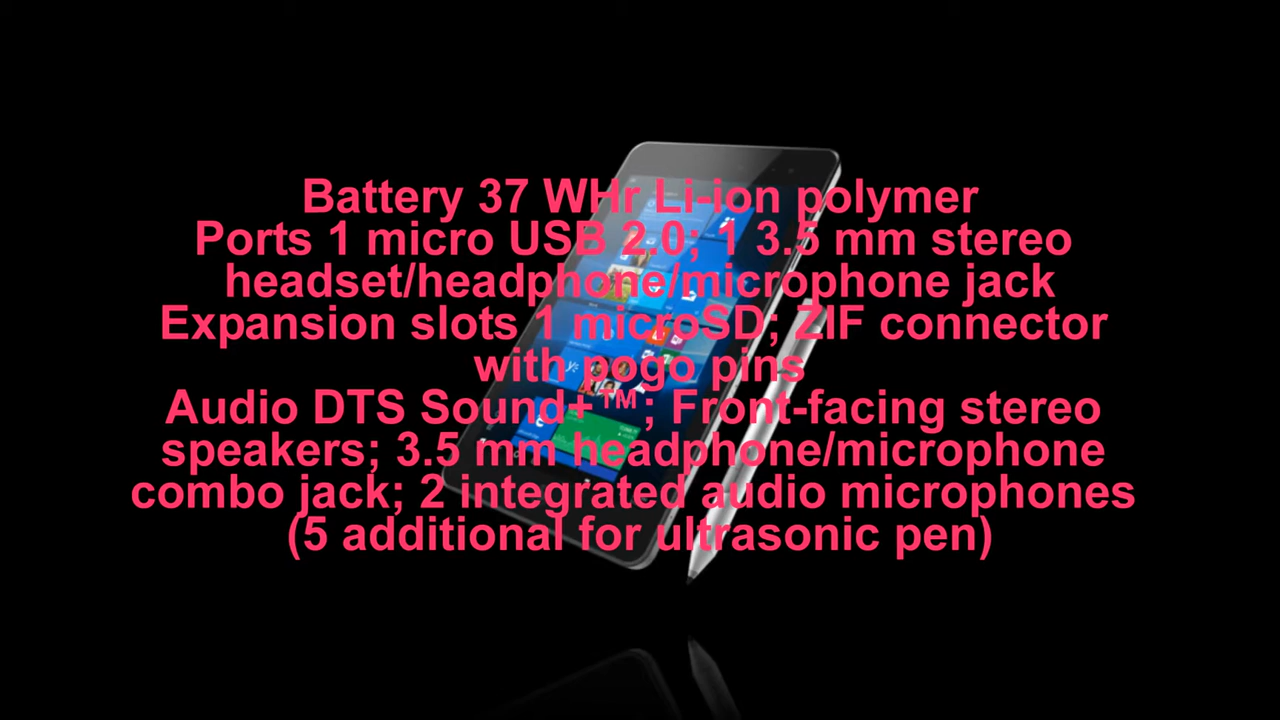 Battery 37 WHr Li-ion polymer
Ports 1 micro USB 2.0; 1 3.5 mm stereo
headset/headphone/microphone jack
Expansion slots 1 microSD; ZIF connector
with pogo pins
Audio DTS Sound+™; Front-facing stereo
speakers; 3.5 mm headphone/microphone
combo jack; 2 integrated audio microphones
(5 additional for ultrasonic pen)